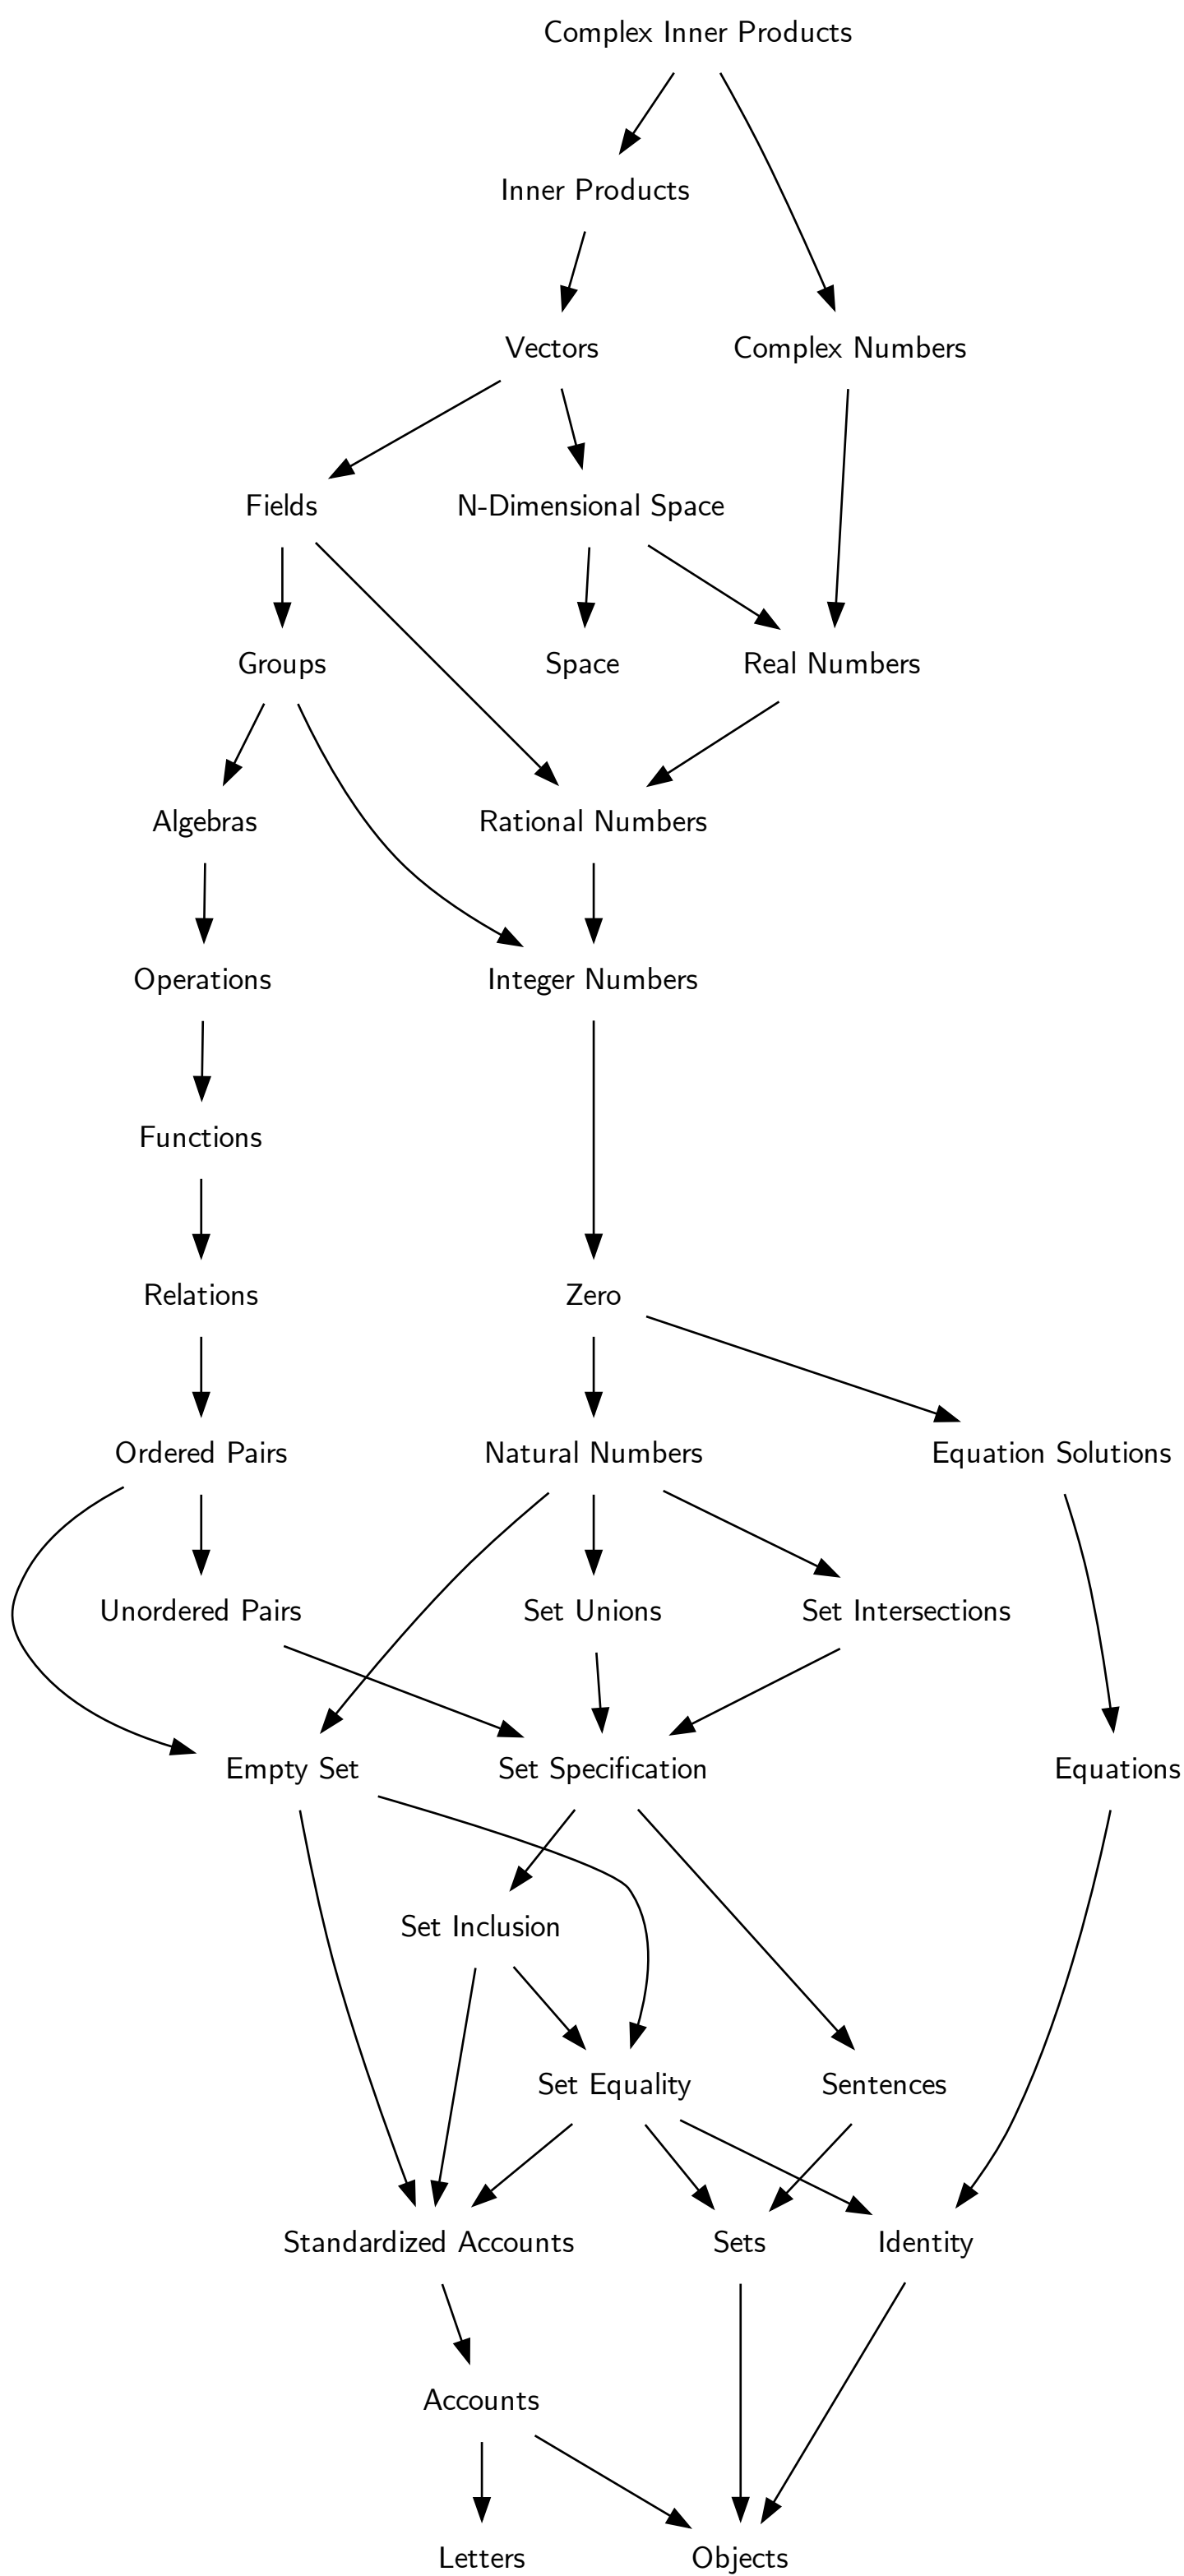 Complex Inner Products
Inner Products
Vectors
Complex Numbers
Fields
N-Dimensional Space
Groups
Space
Real Numbers
Algebras
Rational Numbers
Operations
Integer Numbers
Functions
Relations
Zero
Ordered Pairs
Natural Numbers
Equation Solutions
Unordered Pairs
Set Unions
Set Intersections
Empty Set
Set Specification
Equations
Set Inclusion
Set Equality
Sentences
Standardized Accounts
Sets
Identity
Accounts
Letters
Objects